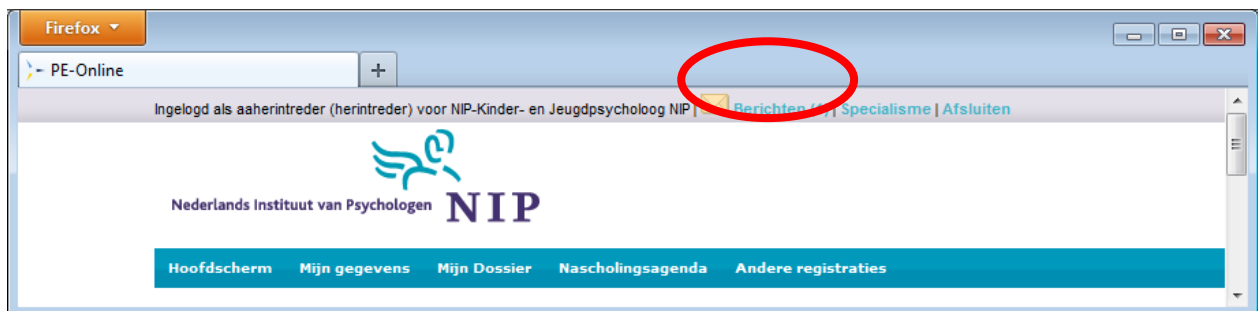 Firefox
PE-Online
Ingelogd als aaherintreder (herintreder) voor NIP-Kinder- en Jeugdpsycholoog NIP | Berichten | Specialisme | Afsluiten
Nederlands Instituut van Psychologen NIP
Hoofdscherm Mijn gegevens Mijn Dossier Nascholingsagenda Andere registraties